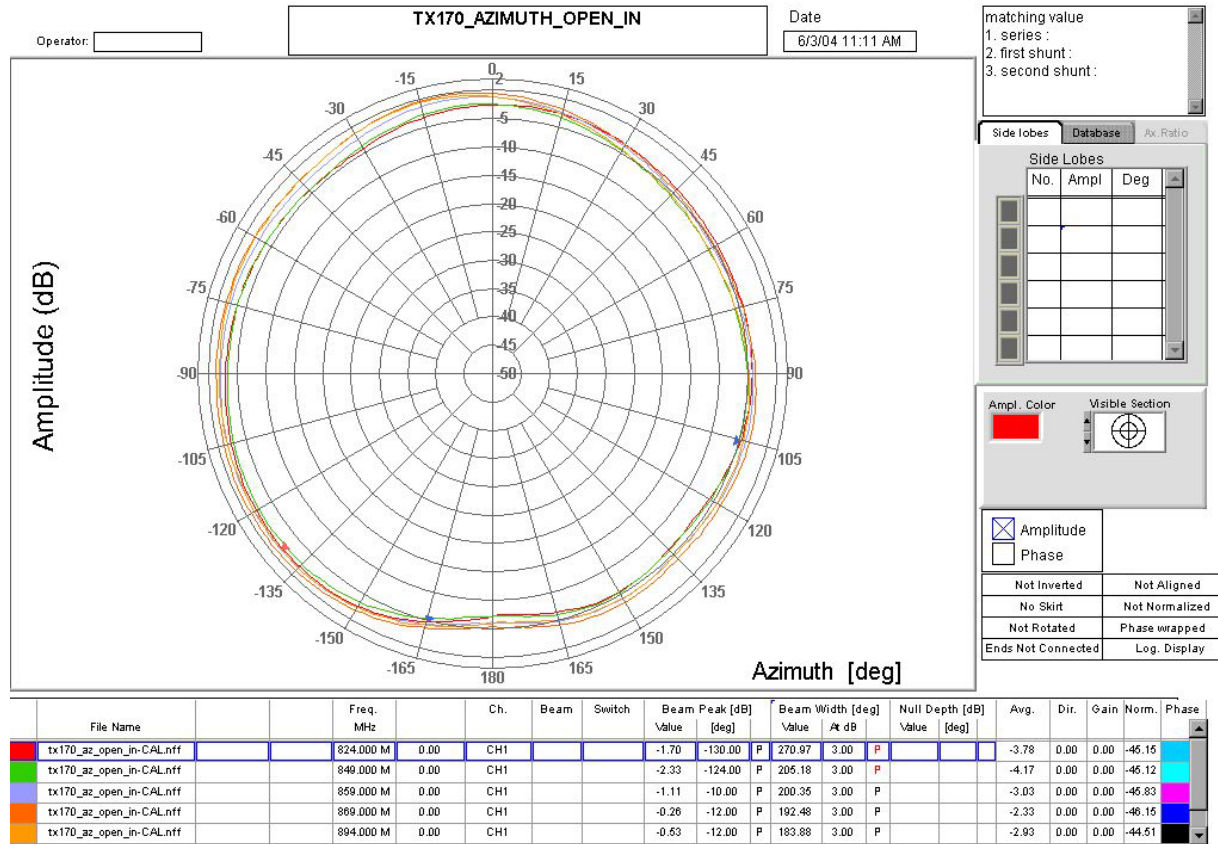 TX170_AZIMUTH_OPEN_IN
Operator:
Date
6/3/04 11:11 AM
matching value
1. series :
2. first shunt :
3. second shunt :
Side lobes Database Ax.Ratio
Side Lobes
No. Ampl Deg
Ampl. Color Visible Section
Amplitude
Phase
Not Inverted Not Aligned
No Skirt Not Normalized
Not Rotated Phase wrapped
Ends Not Connected Log. Display
Amplitude (dB)
0
-15 15
-30 30
-45 45
-60 60
-75 75
-90 90
-105 105
-120 120
-135 135
-150 150
-165 165
180
2
-5
-10
-15
-20
-25
-30
-35
-40
-45
-50
Azimuth [deg]
File Name Freq. MHz Ch. Beam Switch Beam Peak [dB] Value [deg] Beam Width [deg] Value At dB Null Depth [dB] Value [deg] Avg. Dir. Gain Norm. Phase
tx170_az_open_in-CAL.nff 824.000 M 0.00 CH1 -1.70 -130.00 P 270.97 3.00 P -3.78 0.00 0.00 -45.15
tx170_az_open_in-CAL.nff 849.000 M 0.00 CH1 -2.33 -124.00 P 205.18 3.00 P -4.17 0.00 0.00 -45.12
tx170_az_open_in-CAL.nff 859.000 M 0.00 CH1 -1.11 -10.00 P 200.35 3.00 P -3.03 0.00 0.00 -45.83
tx170_az_open_in-CAL.nff 869.000 M 0.00 CH1 -0.26 -12.00 P 192.48 3.00 P -2.33 0.00 0.00 -46.15
tx170_az_open_in-CAL.nff 894.000 M 0.00 CH1 -0.53 -12.00 P 183.88 3.00 P -2.93 0.00 0.00 -44.51